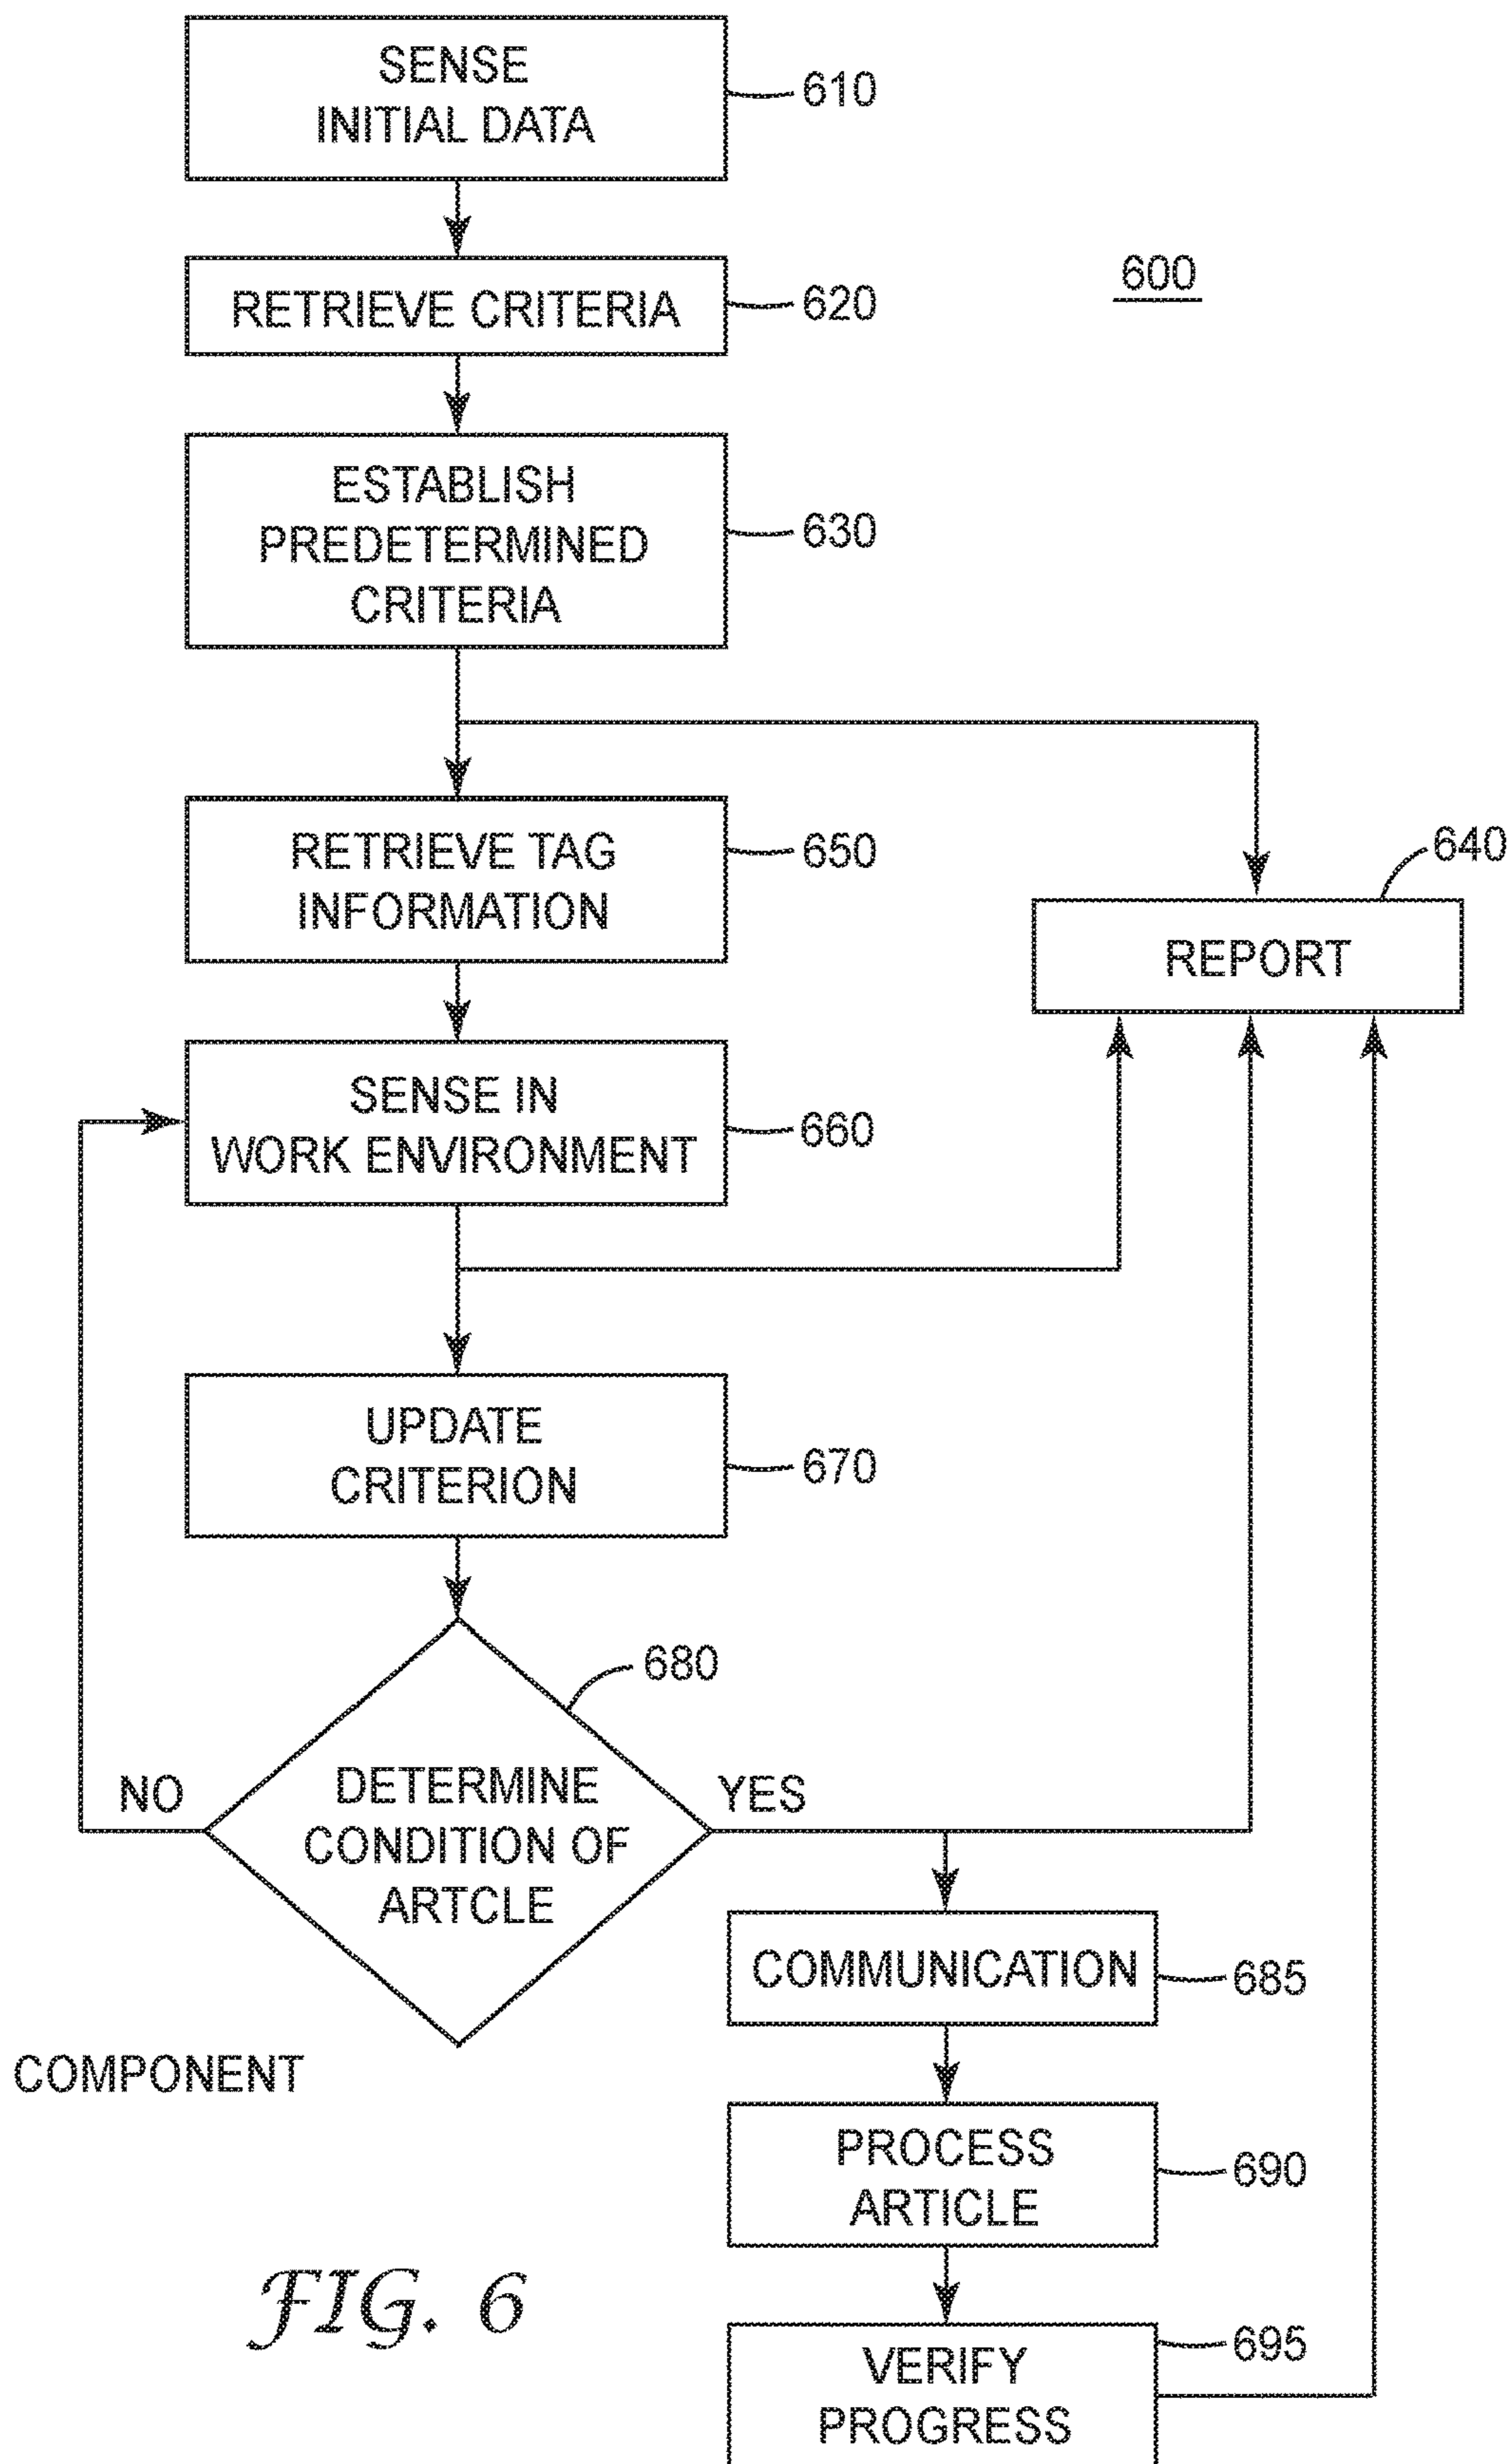 SENSE
INITIAL DATA
610
RETRIEVE CRITERIA
620
600
ESTABLISH
PREDETERMINED
CRITERIA
630
RETRIEVE TAG
INFORMATION
650
640
REPORT
SENSE IN
WORK ENVIRONMENT
660
UPDATE
CRITERION
670
680
NO
DETERMINE
CONDITION OF
ARTCLE
YES
COMMUNICATION
685
COMPONENT
PROCESS
ARTICLE
690
FIG. 6
VERIFY
PROGRESS
695